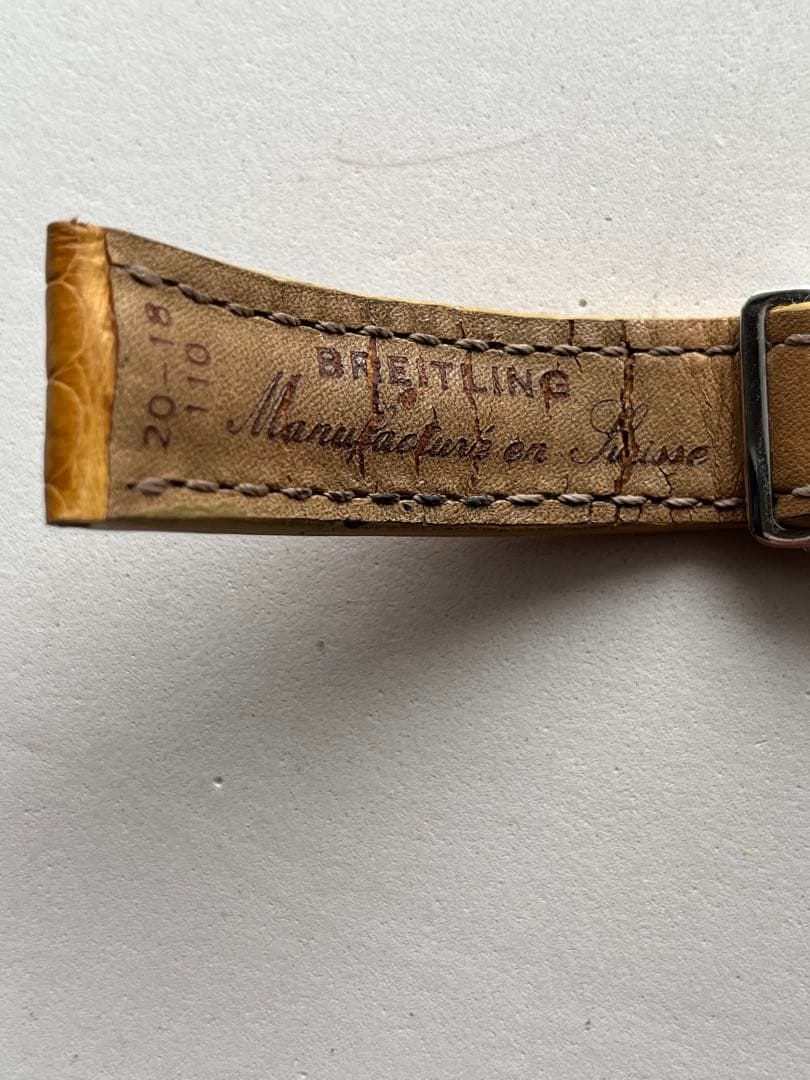 20-18
110
BREITLING
Manufacturé en Suisse